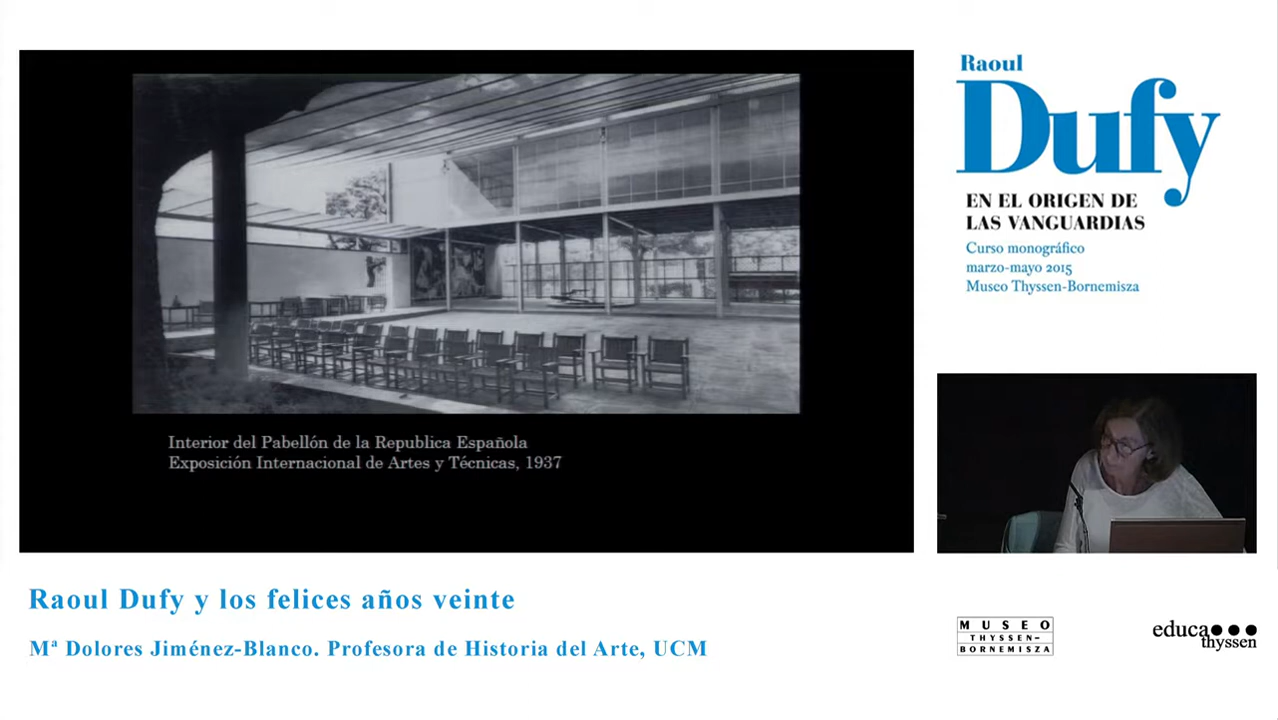 Raoul
Dufy
EN EL ORIGEN DE
LAS VANGUARDIAS
Curso monográfico
marzo-mayo 2015
Museo Thyssen-Bornemisza
Interior del Pabellón de la Republica Española
Exposición Internacional de Artes y Técnicas, 1937
Raoul Dufy y los felices años veinte
Mª Dolores Jiménez-Blanco. Profesora de Historia del Arte, UCM
MUSEO
THYSSEN-
BORNEMISZA
educa
thyssen